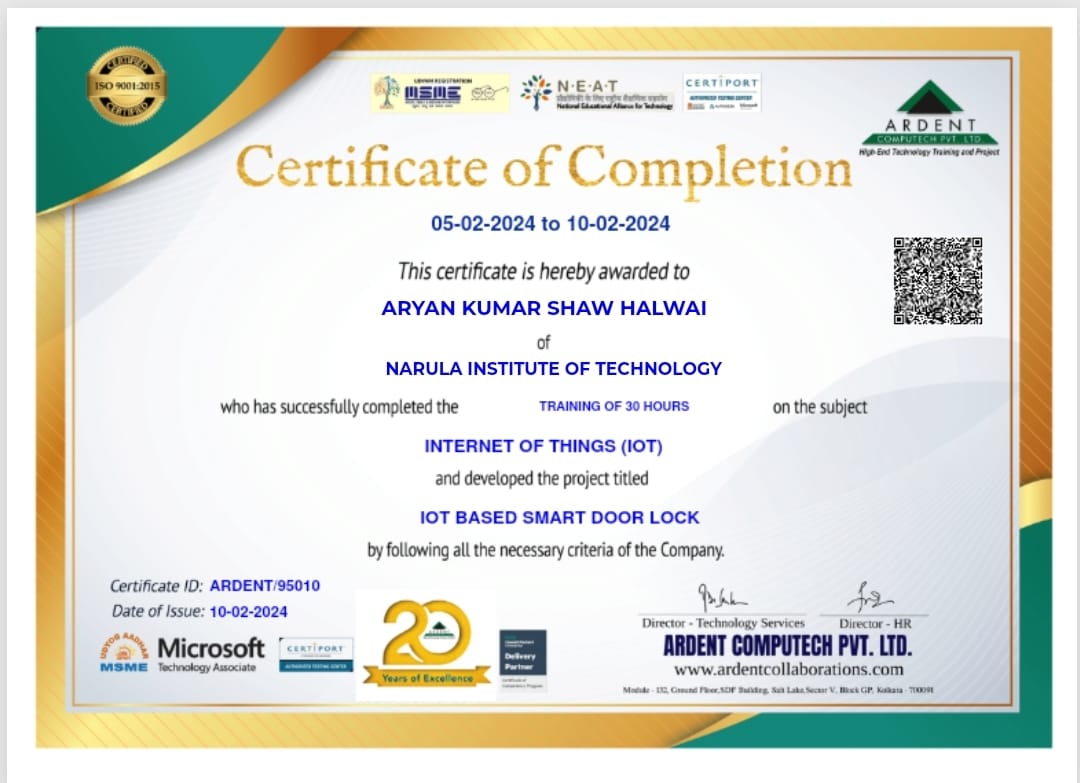 CERTIFIED
ISO 9001:2015
CERTIFIED
UDYAM REGISTRATION
MSME
N·E·A·T
National Educational Alliance for Technology
CERTIPORT
AUTHORIZED TESTING CENTER
ARDENT
COMPUTECH PVT. LTD.
High-End Technology Training and Project
Certificate of Completion
05-02-2024 to 10-02-2024
This certificate is hereby awarded to
ARYAN KUMAR SHAW HALWAI
of
NARULA INSTITUTE OF TECHNOLOGY
who has successfully completed the TRAINING OF 30 HOURS on the subject
INTERNET OF THINGS (IOT)
and developed the project titled
IOT BASED SMART DOOR LOCK
by following all the necessary criteria of the Company.
Certificate ID: ARDENT/95010
Date of Issue: 10-02-2024
UDYOG AADHAR
MSME
Microsoft
Technology Associate
CERTIPORT
AUTHORIZED TESTING CENTER
20
Years of Excellence
Delivery
Partner
Director - Technology Services
Director - HR
ARDENT COMPUTECH PVT. LTD.
www.ardentcollaborations.com
Module - 132, Ground Floor,SDF Building, Salt Lake,Sector V, Block GP, Kolkata - 700091